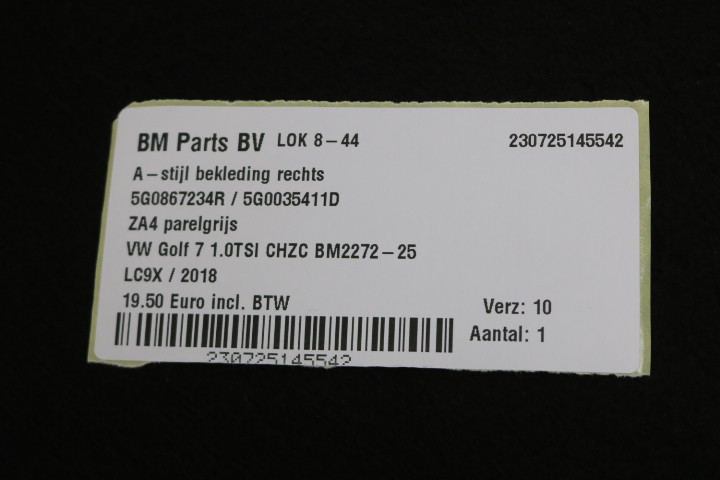 BM Parts BV LOK 8-44 230725145542
A-stijl bekleding rechts
5G0867234R / 5G0035411D
ZA4 parelgrijs
VW Golf 7 1.0TSI CHZC BM2272-25
LC9X / 2018
19.50 Euro incl. BTW Verz: 10
Aantal: 1
230725145542